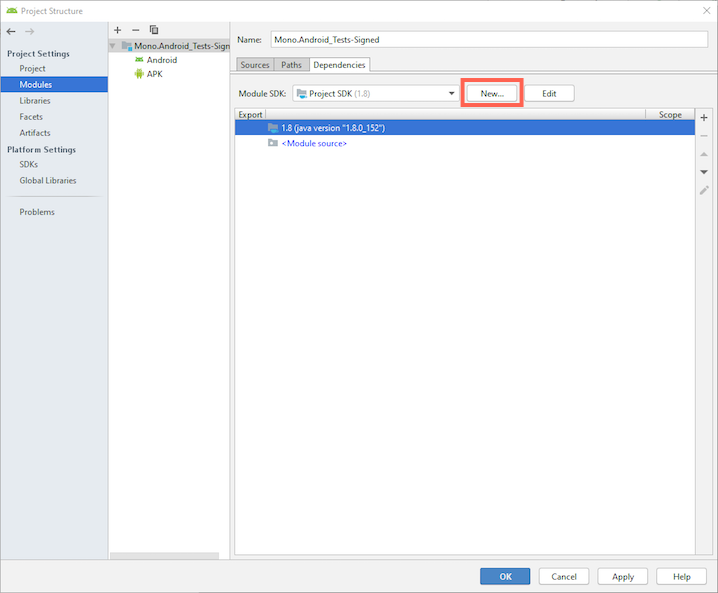 Project Structure
Project Settings
Project
Modules
Libraries
Facets
Artifacts
Platform Settings
SDKs
Global Libraries
Problems
Mono.Android_Tests-Sign
Android
APK
Name: Mono.Android_Tests-Signed
Sources Paths Dependencies
Module SDK: Project SDK (1.8) New... Edit
Export Scope
1.8 (java version "1.8.0_152")
<Module source>
OK Cancel Apply Help